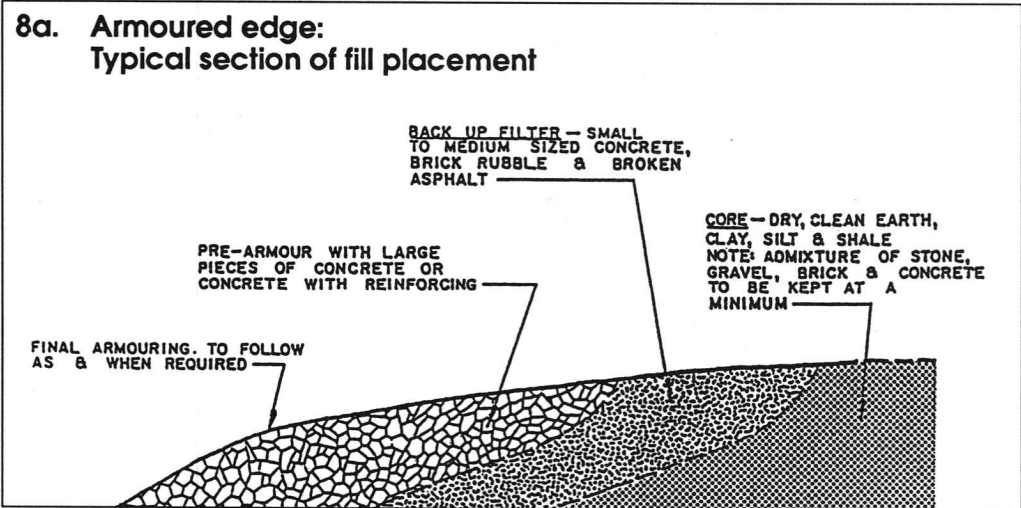 8a. Armoured edge:
Typical section of fill placement
BACK UP FILTER – SMALL
TO MEDIUM SIZED CONCRETE,
BRICK RUBBLE & BROKEN
ASPHALT
CORE – DRY, CLEAN EARTH,
CLAY, SILT & SHALE
NOTE: ADMIXTURE OF STONE,
GRAVEL, BRICK & CONCRETE
TO BE KEPT AT A
MINIMUM
PRE-ARMOUR WITH LARGE
PIECES OF CONCRETE OR
CONCRETE WITH REINFORCING
FINAL ARMOURING. TO FOLLOW
AS & WHEN REQUIRED